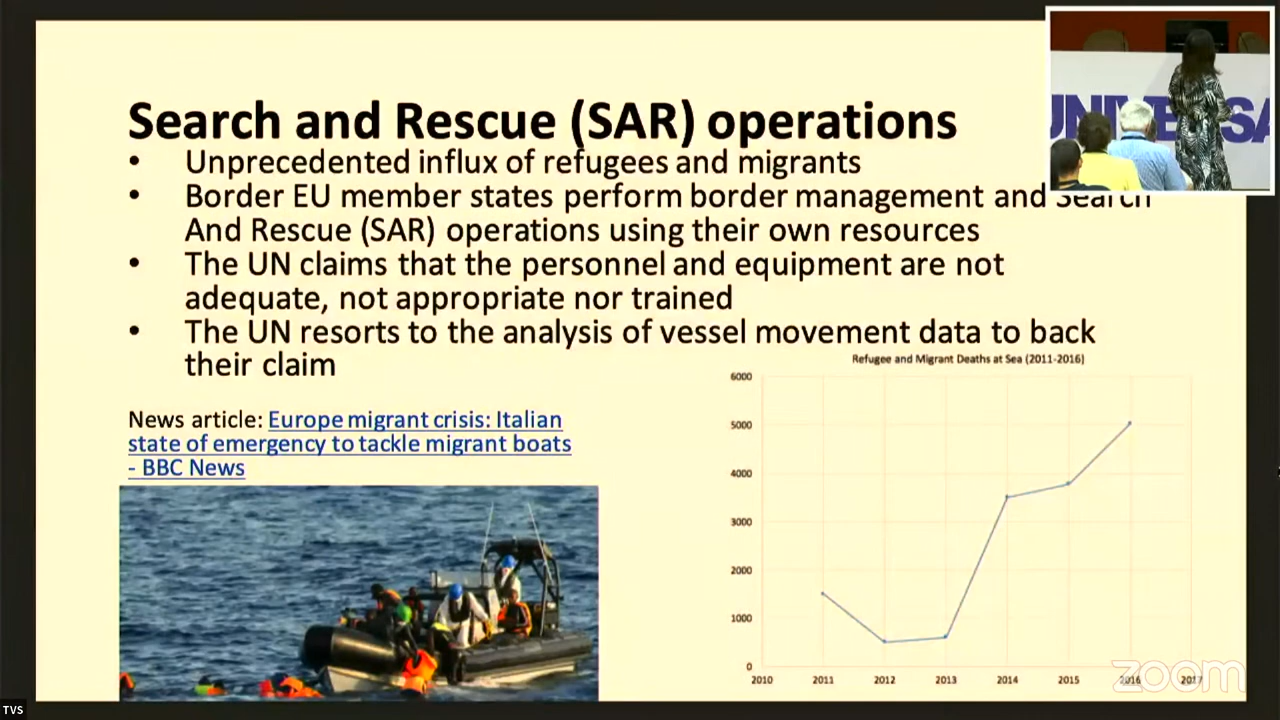 Search and Rescue (SAR) operations
• Unprecedented influx of refugees and migrants
• Border EU member states perform border management and Search
And Rescue (SAR) operations using their own resources
• The UN claims that the personnel and equipment are not
adequate, not appropriate nor trained
• The UN resorts to the analysis of vessel movement data to back
their claim
News article: Europe migrant crisis: Italian
state of emergency to tackle migrant boats
- BBC News
Refugee and Migrant Deaths at Sea (2011-2016)
6000
5000
4000
3000
2000
1000
0
2010 2011 2012 2013 2014 2015 2016 2017
zoom
TVS